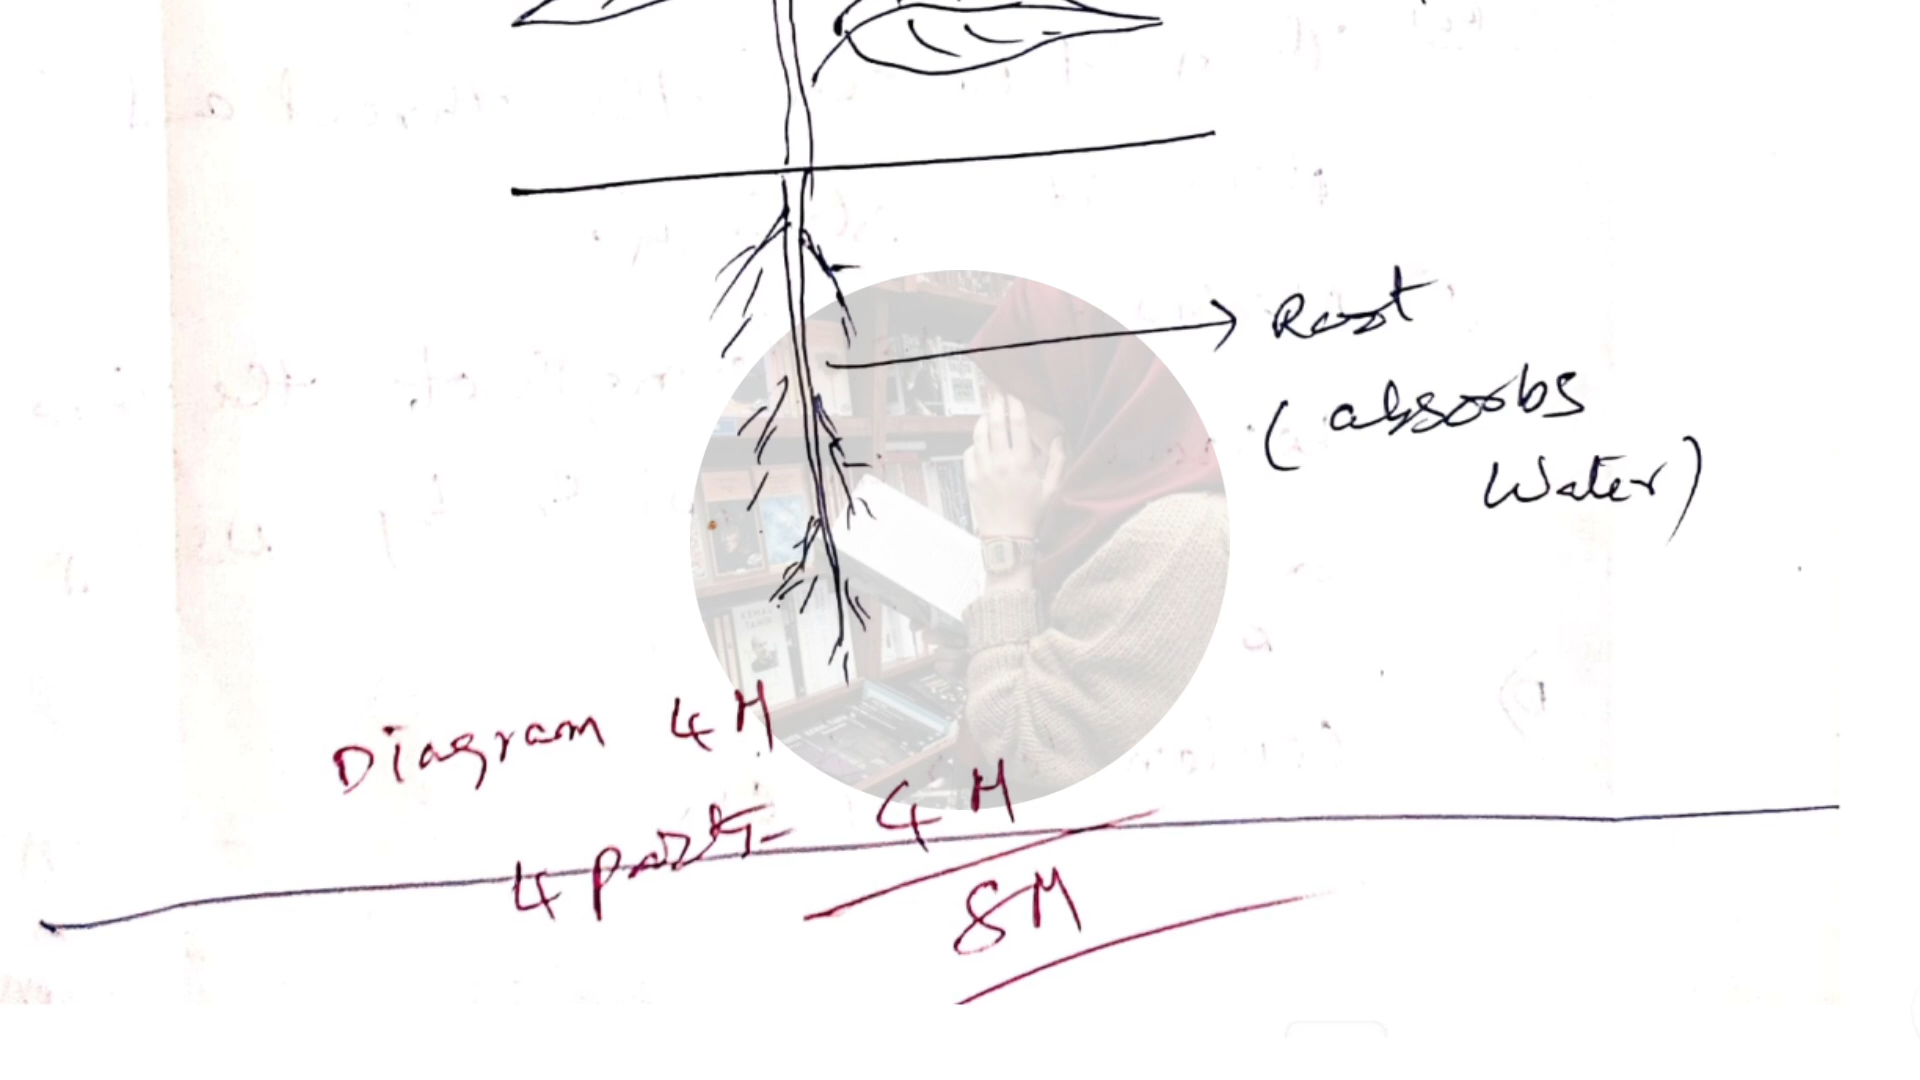 Root
(absorbs
Water)
Diagram 4M
4 parts- 4M
8M